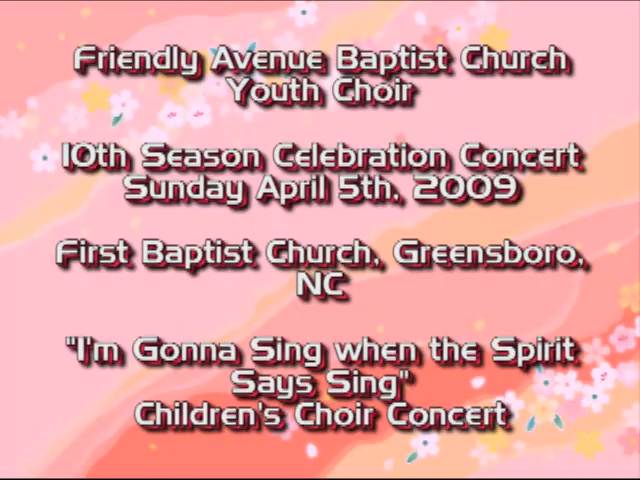 Friendly Avenue Baptist Church
Youth Choir
10th Season Celebration Concert
Sunday April 5th, 2009
First Baptist Church, Greensboro,
NC
"I'm Gonna Sing when the Spirit
Says Sing"
Children's Choir Concert